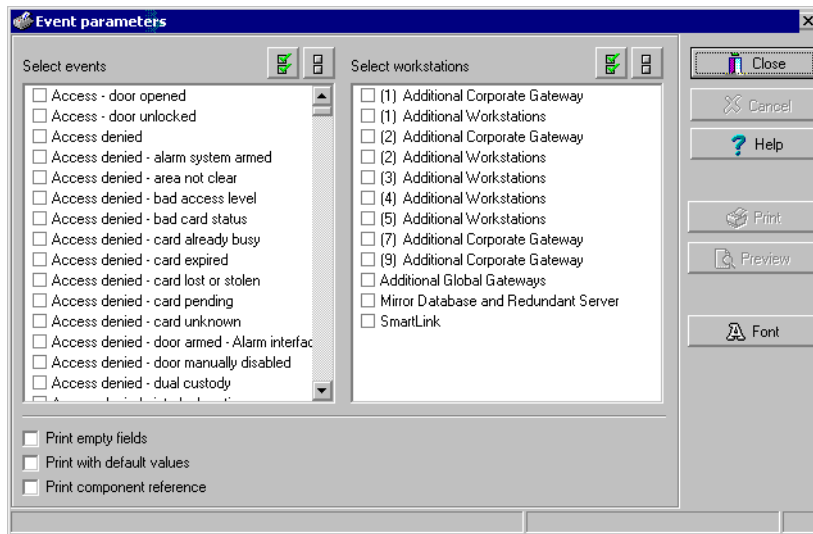 Event parameters
Select events
Select workstations
Access - door opened
Access - door unlocked
Access denied
Access denied - alarm system armed
Access denied - area not clear
Access denied - bad access level
Access denied - bad card status
Access denied - card already busy
Access denied - card expired
Access denied - card lost or stolen
Access denied - card pending
Access denied - card unknown
Access denied - door armed - Alarm interfac
Access denied - door manually disabled
Access denied - dual custody
(1) Additional Corporate Gateway
(1) Additional Workstations
(2) Additional Corporate Gateway
(2) Additional Workstations
(3) Additional Workstations
(4) Additional Workstations
(5) Additional Workstations
(7) Additional Corporate Gateway
(9) Additional Corporate Gateway
Additional Global Gateways
Mirror Database and Redundant Server
SmartLink
Print empty fields
Print with default values
Print component reference
Close
Cancel
Help
Print
Preview
Font